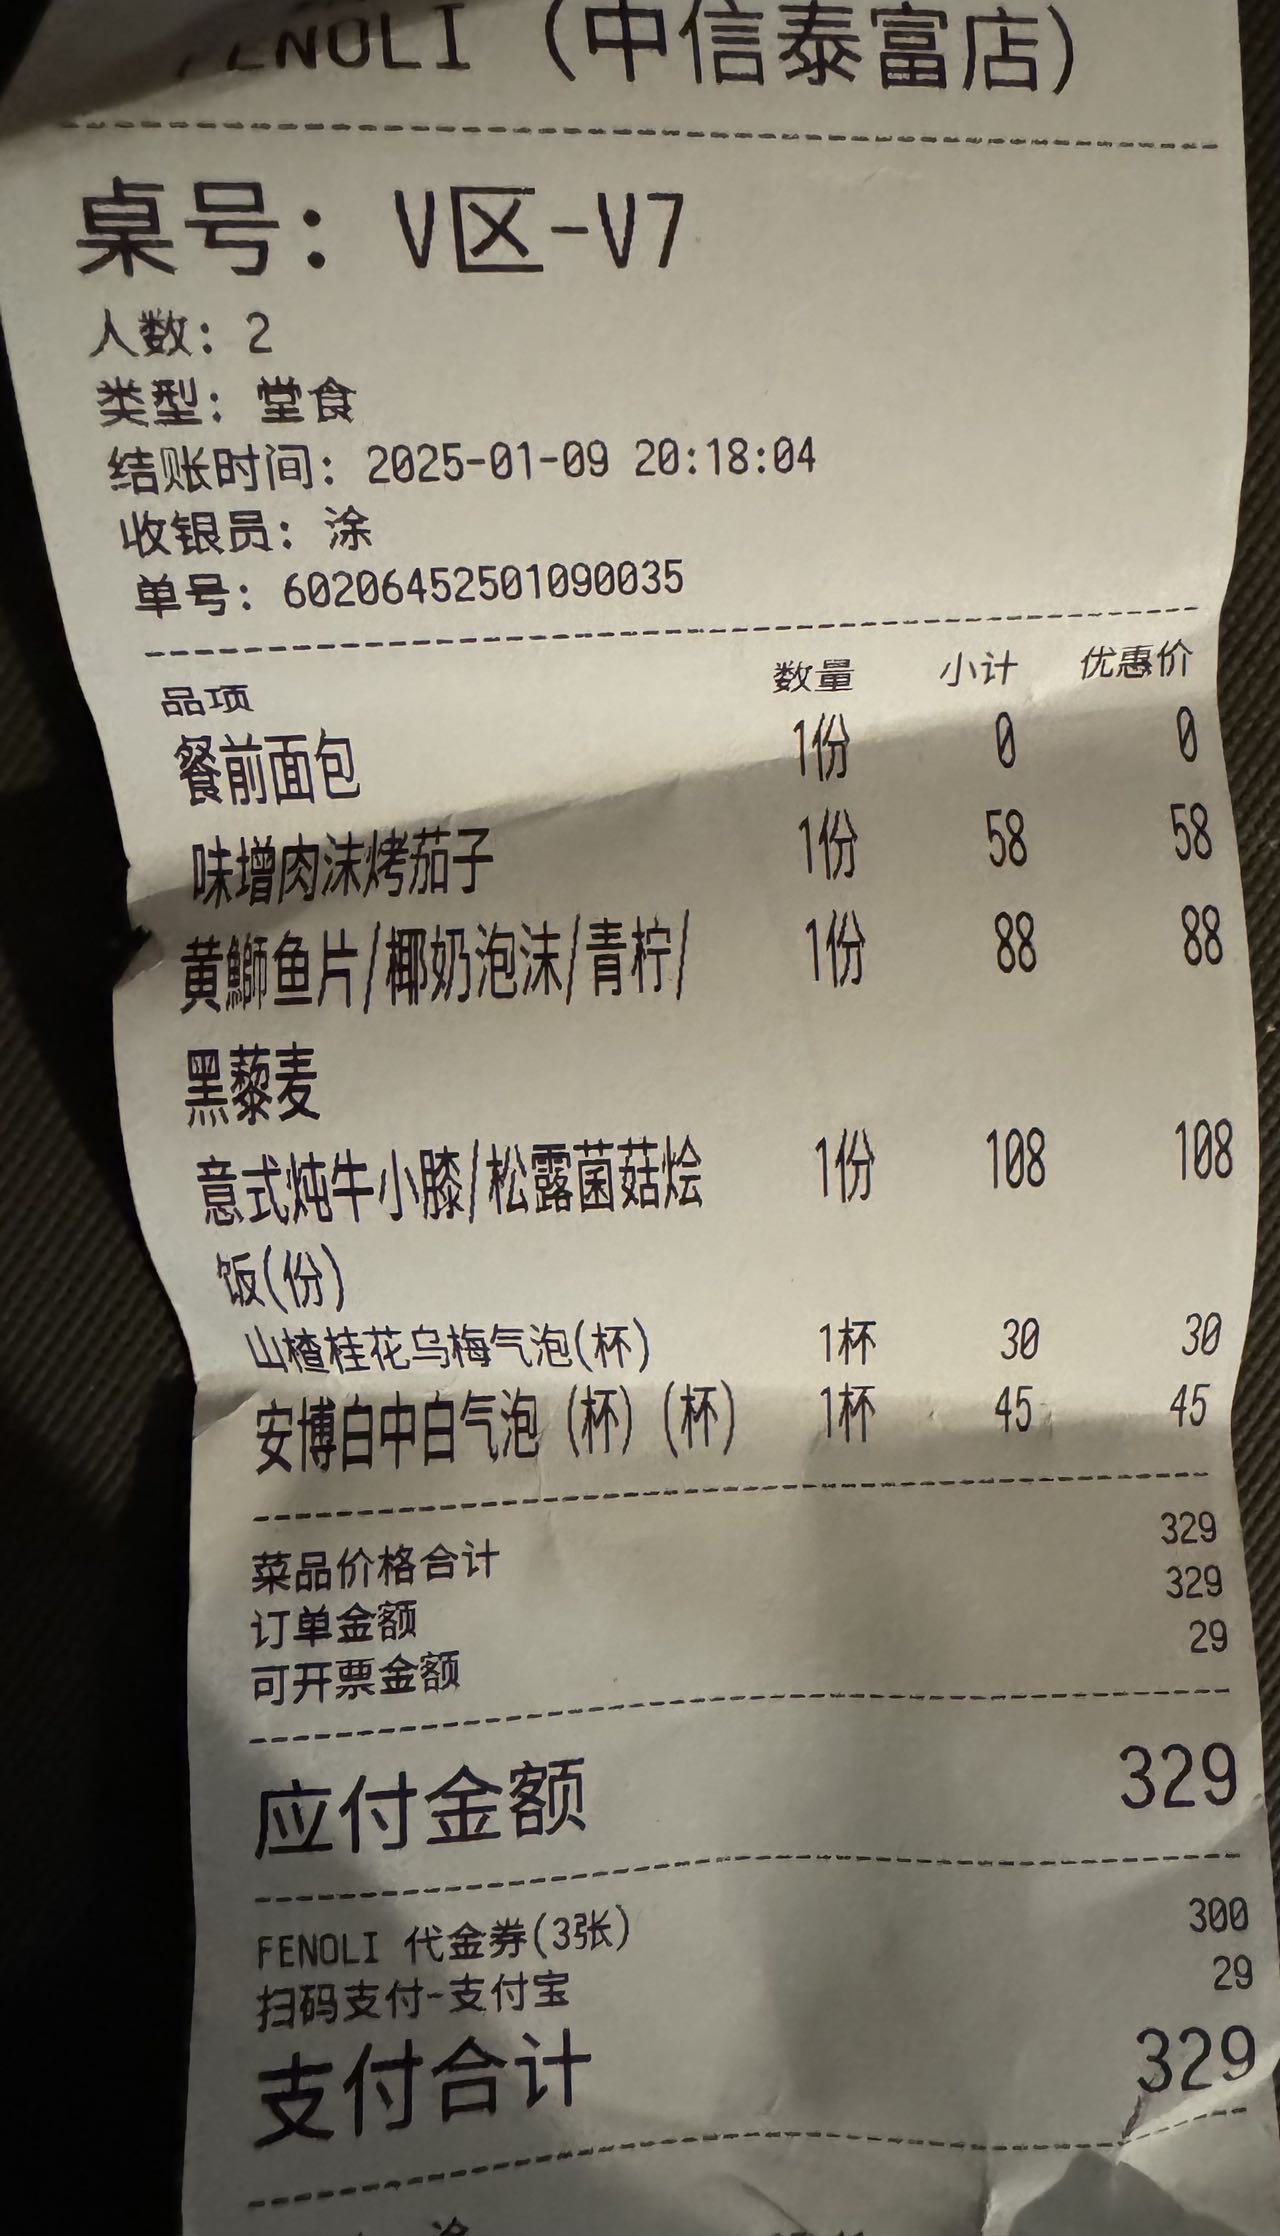 FENOLI (中信泰富店)
桌号: V区-V7
人数: 2
类型: 堂食
结账时间: 2025-01-09 20:18:04
收银员: 涂
单号: 60206452501090035
品项 数量 小计 优惠价
餐前面包 1份 0 0
味增肉沫烤茄子 1份 58 58
黄鰤鱼片/椰奶泡沫/青柠/ 1份 88 88
黑藜麦
意式炖牛小膝/松露菌菇烩 1份 108 108
饭(份)
山楂桂花乌梅气泡(杯) 1杯 30 30
安博白中白气泡 (杯) (杯) 1杯 45 45
菜品价格合计 329
订单金额 329
可开票金额 29
应付金额 329
FENOLI 代金券(3张) 300
扫码支付-支付宝 29
支付合计 329